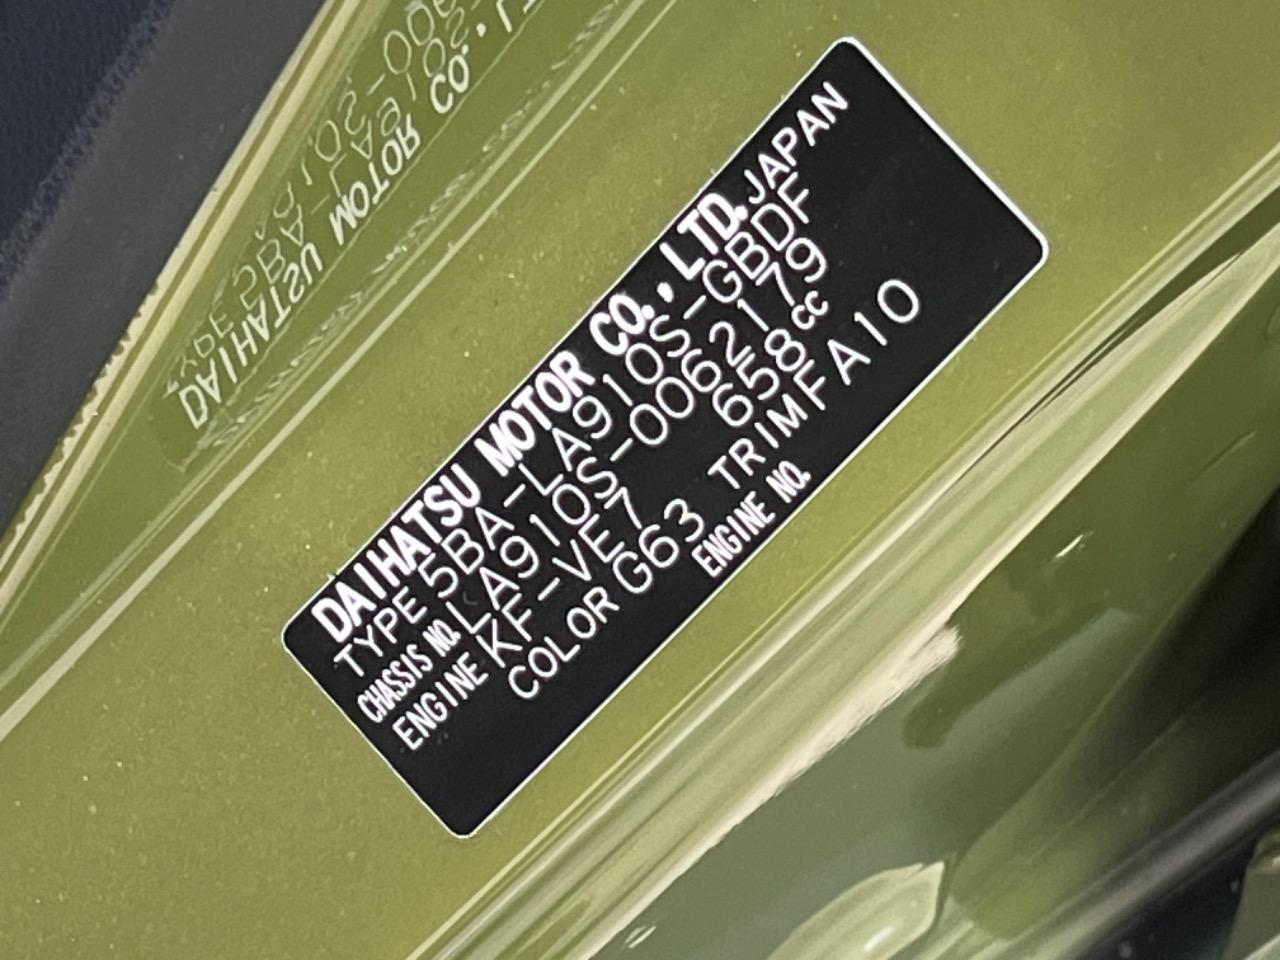 DAIHATSU MOTOR CO., LTD. JAPAN
TYPE 5BA-LA910S-GBDF
CHASSIS NO. LA910S-0062179
ENGINE KF-VE7 658cc
COLOR G63 TRIM FA10
ENGINE NO.